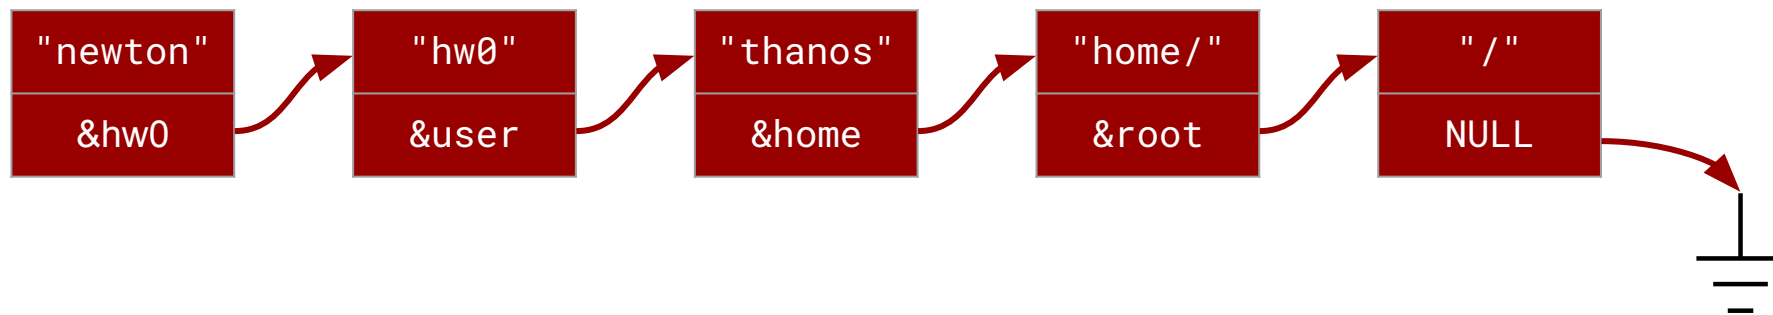 "newton"
&hw0
"hw0"
&user
"thanos"
&home
"home/"
&root
"/"
NULL